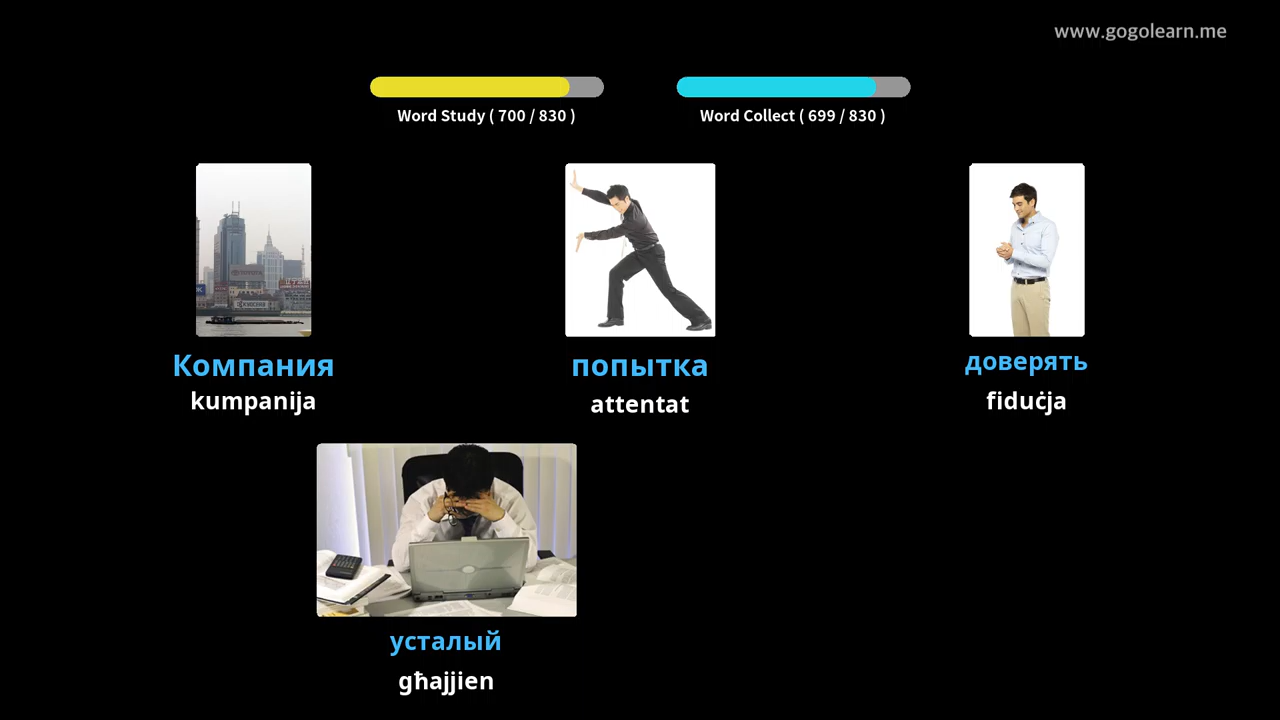 www.gogolearn.me
Word Study ( 700 / 830 )
Word Collect ( 699 / 830 )
TOYOTA
Компания
kumpanija
попытка
attentat
доверять
fiduċja
усталый
għajjien